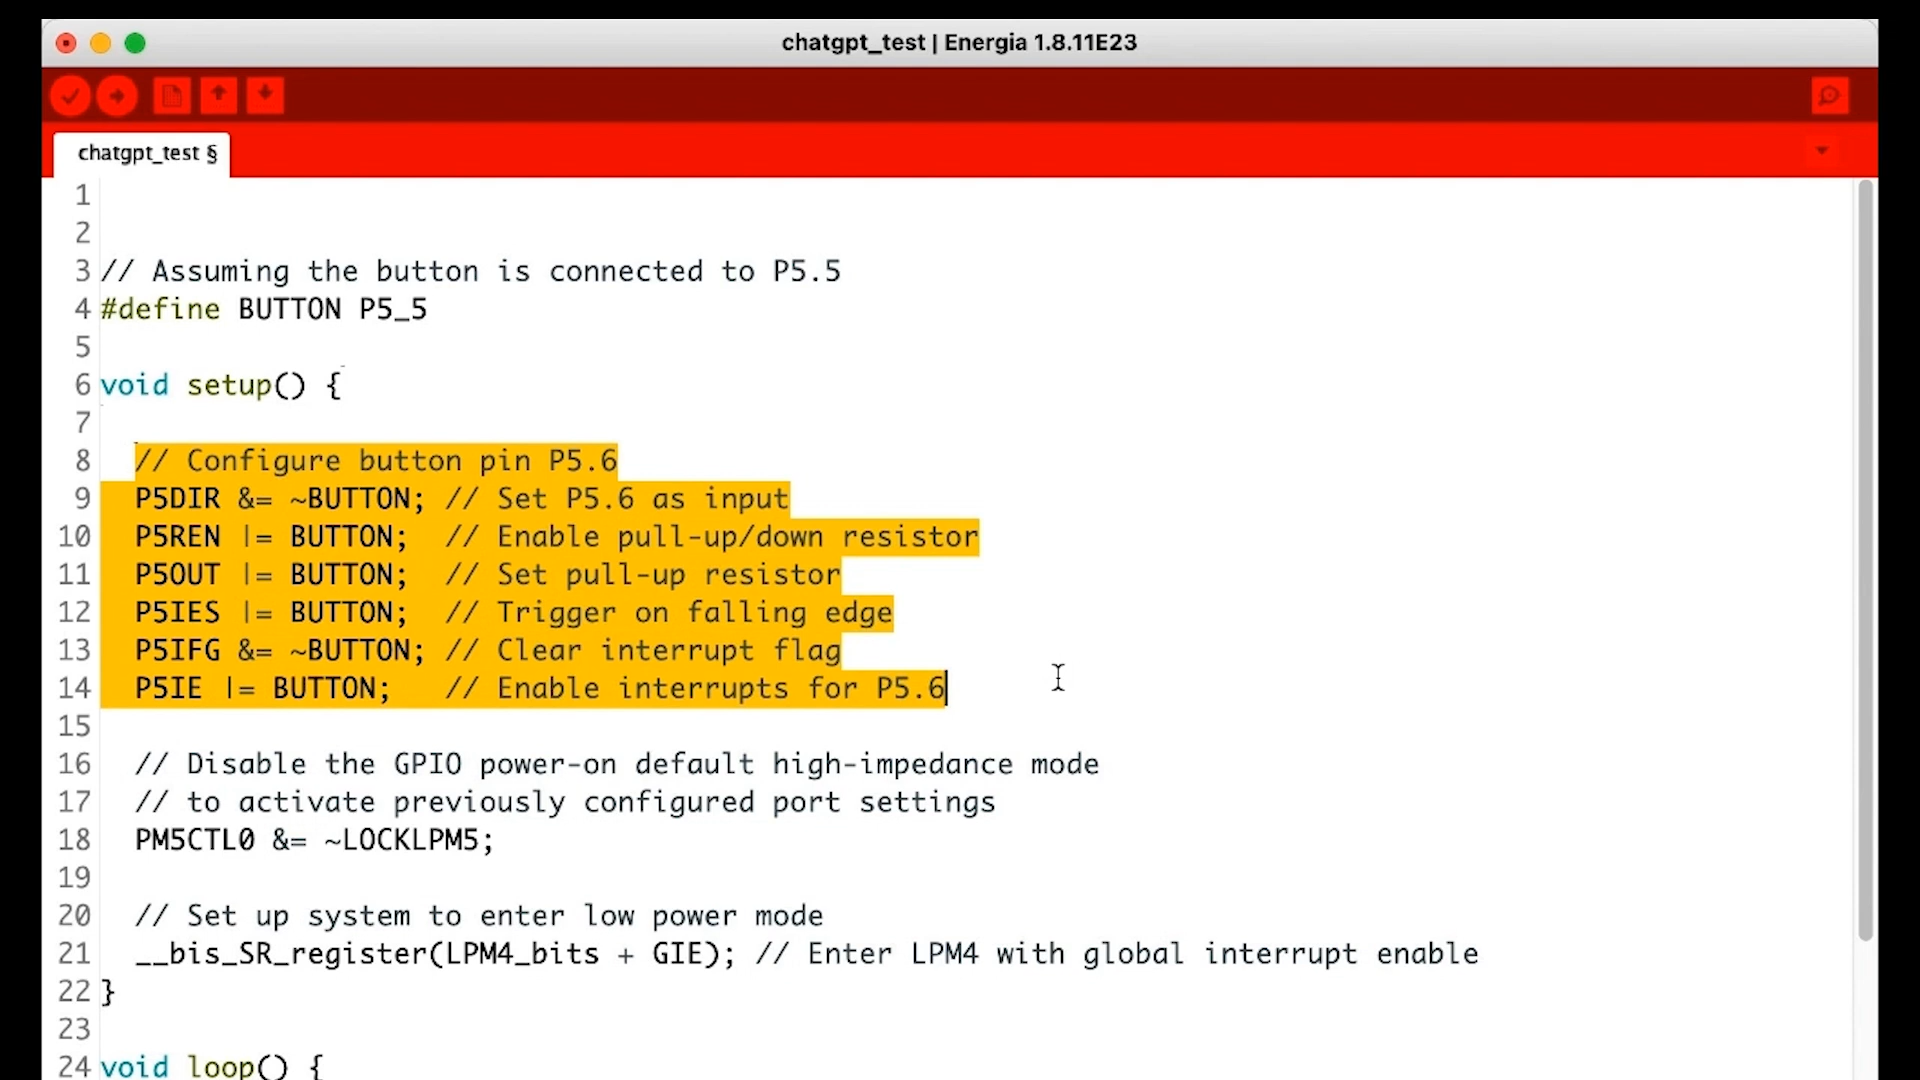 chatgpt_test | Energia 1.8.11E23
chatgpt_test §
1
2
3 // Assuming the button is connected to P5.5
4 #define BUTTON P5_5
5
6 void setup() {
7
8 // Configure button pin P5.6
9 P5DIR &= ~BUTTON; // Set P5.6 as input
10 P5REN |= BUTTON; // Enable pull-up/down resistor
11 P5OUT |= BUTTON; // Set pull-up resistor
12 P5IES |= BUTTON; // Trigger on falling edge
13 P5IFG &= ~BUTTON; // Clear interrupt flag
14 P5IE |= BUTTON; // Enable interrupts for P5.6
15
16 // Disable the GPIO power-on default high-impedance mode
17 // to activate previously configured port settings
18 PM5CTL0 &= ~LOCKLPM5;
19
20 // Set up system to enter low power mode
21 __bis_SR_register(LPM4_bits + GIE); // Enter LPM4 with global interrupt enable
22 }
23
24 void loop() {